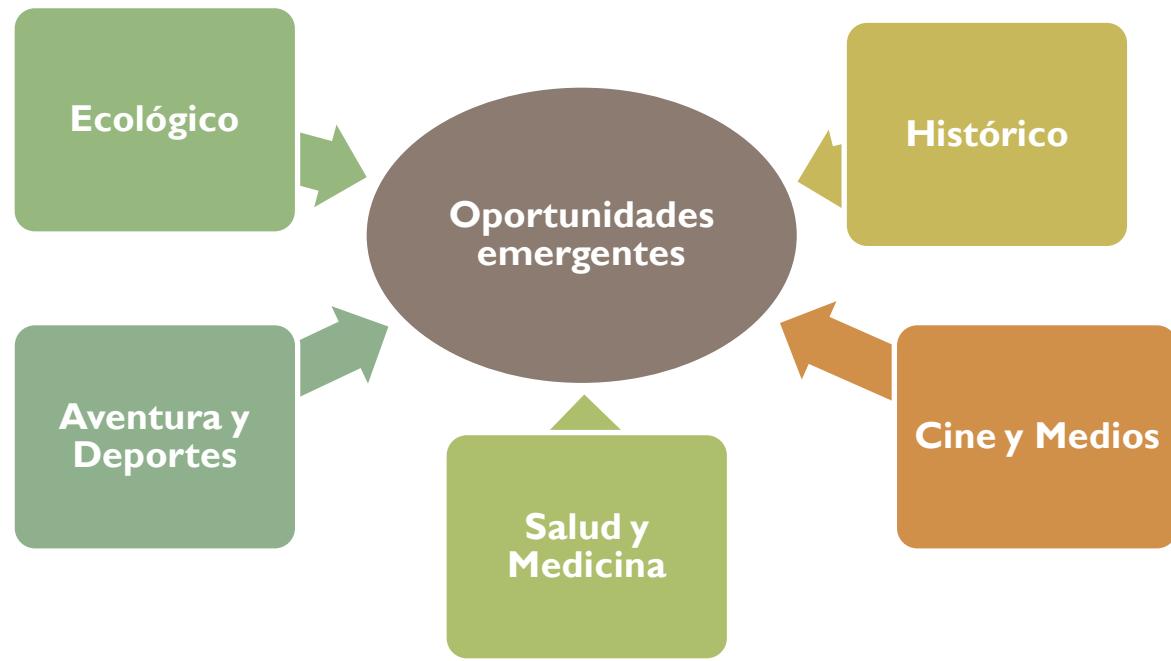 Ecológico
Histórico
Oportunidades
emergentes
Aventura y
Deportes
Cine y Medios
Salud y
Medicina